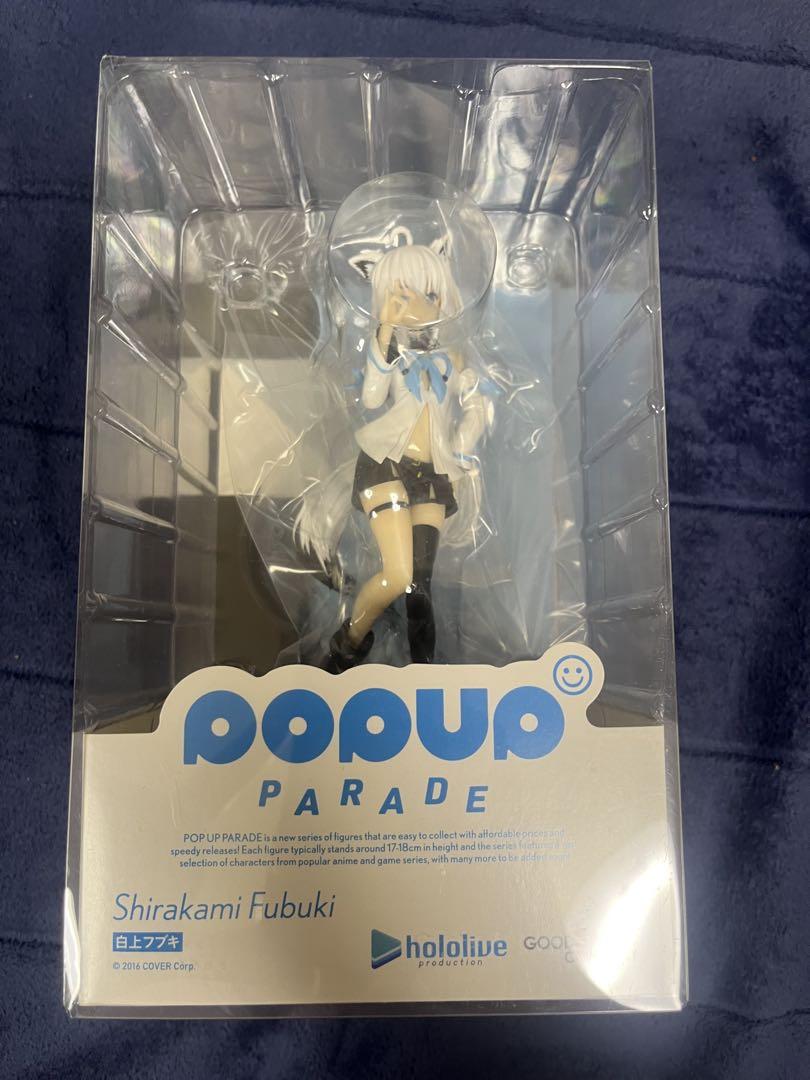 POPUP
PARADE
POP UP PARADE is a new series of figures that are easy to collect with affordable prices and
speedy releases! Each figure typically stands around 17-18cm in height and the series features a
selection of characters from popular anime and game series, with many more to be added
Shirakami Fubuki
白上フブキ
© 2016 COVER Corp.
hololive
production
GOOD